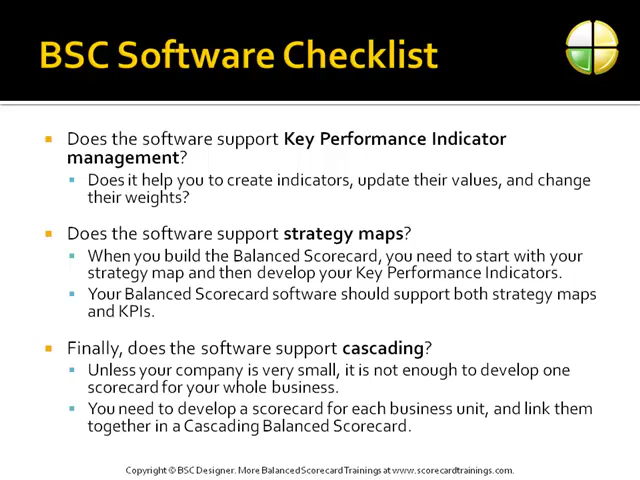 BSC Software Checklist
Does the software support Key Performance Indicator
management?
Does it help you to create indicators, update their values, and change
their weights?
Does the software support strategy maps?
When you build the Balanced Scorecard, you need to start with your
strategy map and then develop your Key Performance Indicators.
Your Balanced Scorecard software should support both strategy maps
and KPIs.
Finally, does the software support cascading?
Unless your company is very small, it is not enough to develop one
scorecard for your whole business.
You need to develop a scorecard for each business unit, and link them
together in a Cascading Balanced Scorecard.
Copyright © BSC Designer. More Balanced Scorecard Trainings at www.scorecardtrainings.com.